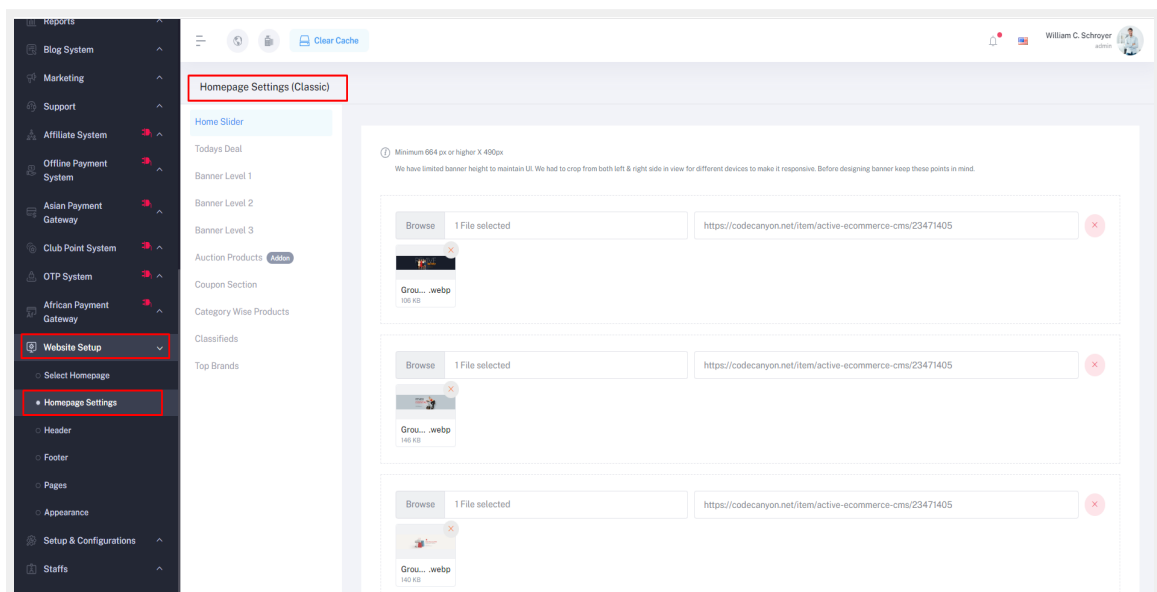 Reports
Blog System
Marketing
Support
Affiliate System
Offline Payment
System
Asian Payment
Gateway
Club Point System
OTP System
African Payment
Gateway
Website Setup
Select Homepage
Homepage Settings
Header
Footer
Pages
Appearance
Setup & Configurations
Staffs
Clear Cache
William C. Schroyer
admin
Homepage Settings (Classic)
Home Slider
Todays Deal
Banner Level 1
Banner Level 2
Banner Level 3
Auction Products Addon
Coupon Section
Category Wise Products
Classifieds
Top Brands
Minimum 664 px or higher X 490px
We have limited banner height to maintain UI. We had to crop from both left & right side in view for different devices to make it responsive. Before designing banner keep these points in mind.
Browse 1 File selected https://codecanyon.net/item/active-ecommerce-cms/23471405
Grou... .webp
106 KB
Browse 1 File selected https://codecanyon.net/item/active-ecommerce-cms/23471405
Grou... .webp
146 KB
Browse 1 File selected https://codecanyon.net/item/active-ecommerce-cms/23471405
Grou... .webp
140 KB